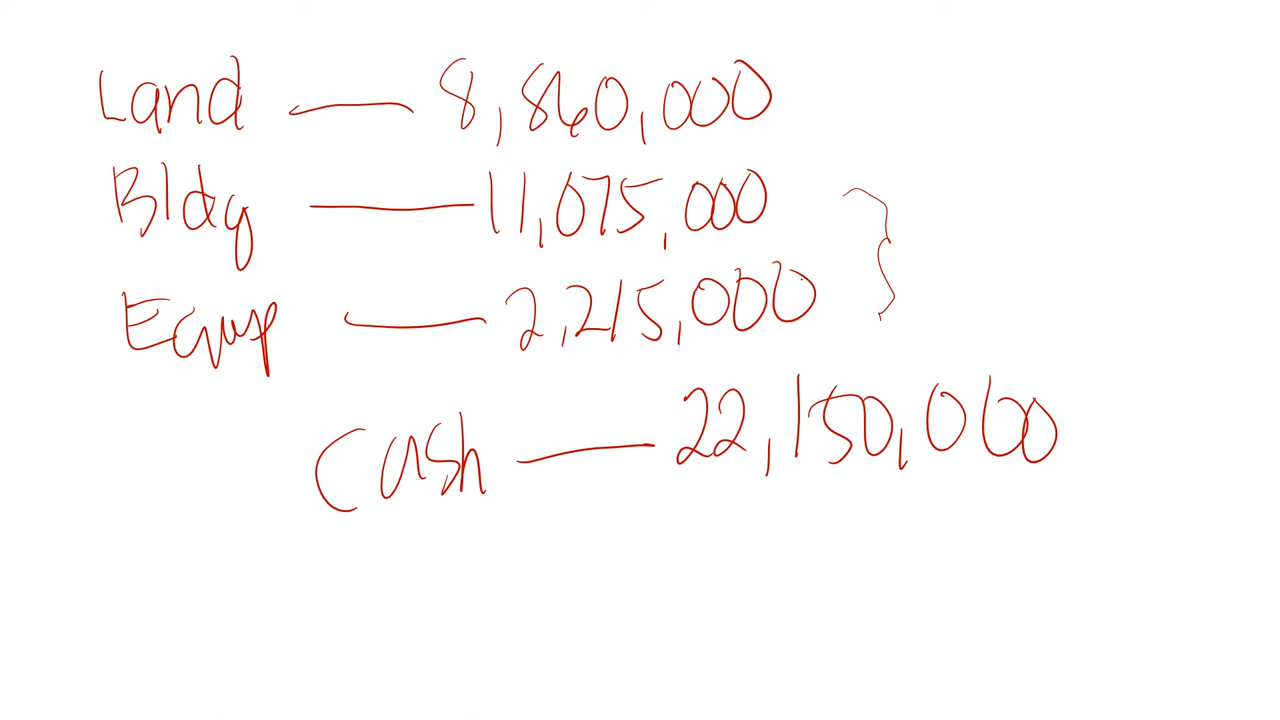 Land — 8,860,000
Bldg — 11,075,000
Equip — 2,215,000
Cash — 22,150,000